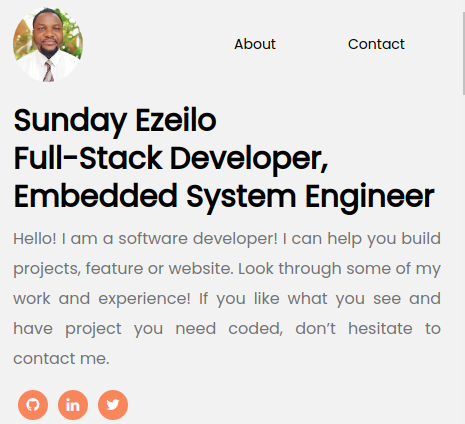 About Contact
Sunday Ezeilo
Full-Stack Developer,
Embedded System Engineer
Hello! I am a software developer! I can help you build
projects, feature or website. Look through some of my
work and experience! If you like what you see and
have project you need coded, don’t hesitate to
contact me.
in